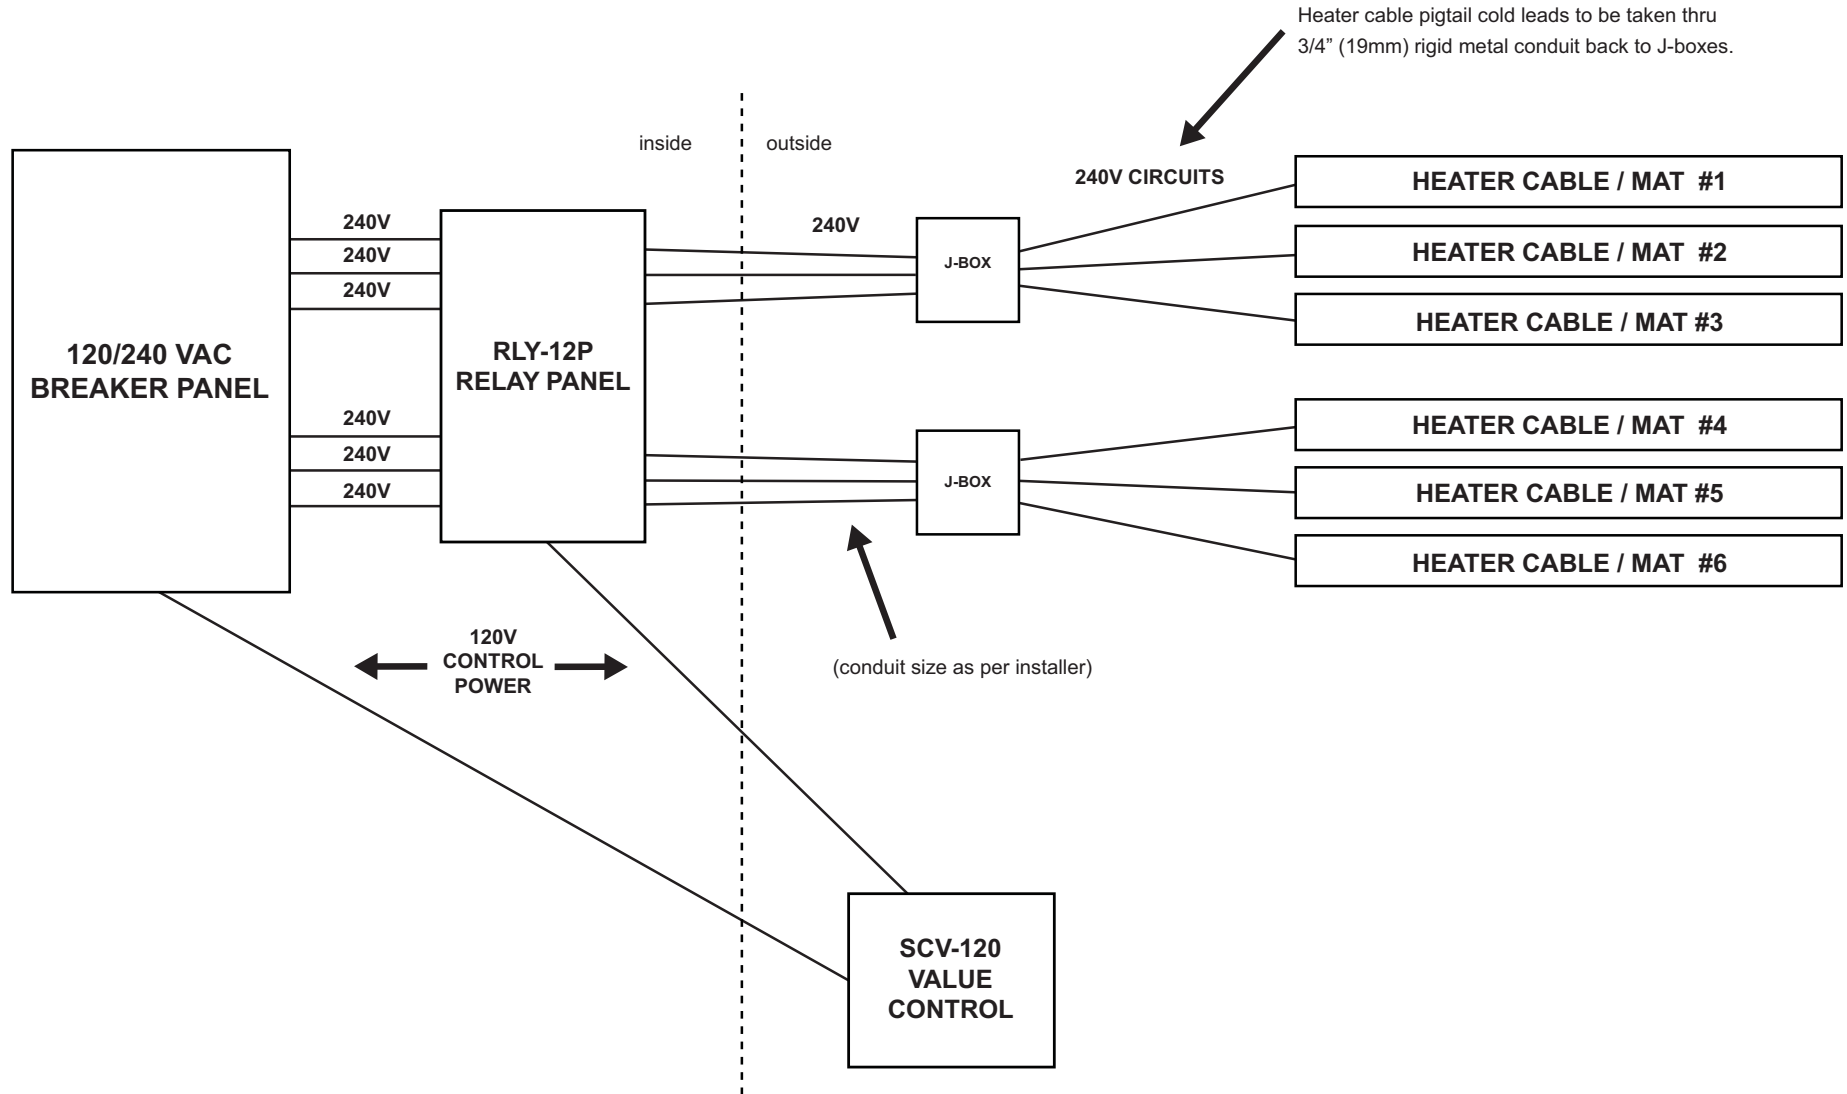 Heater cable pigtail cold leads to be taken thru
3/4” (19mm) rigid metal conduit back to J-boxes.
inside
outside
240V CIRCUITS
HEATER CABLE / MAT #1
240V
240V
240V
240V
J-BOX
HEATER CABLE / MAT #2
HEATER CABLE / MAT #3
120/240 VAC
BREAKER PANEL
RLY-12P
RELAY PANEL
240V
240V
240V
J-BOX
HEATER CABLE / MAT #4
HEATER CABLE / MAT #5
HEATER CABLE / MAT #6
120V
CONTROL
POWER
(conduit size as per installer)
SCV-120
VALUE
CONTROL